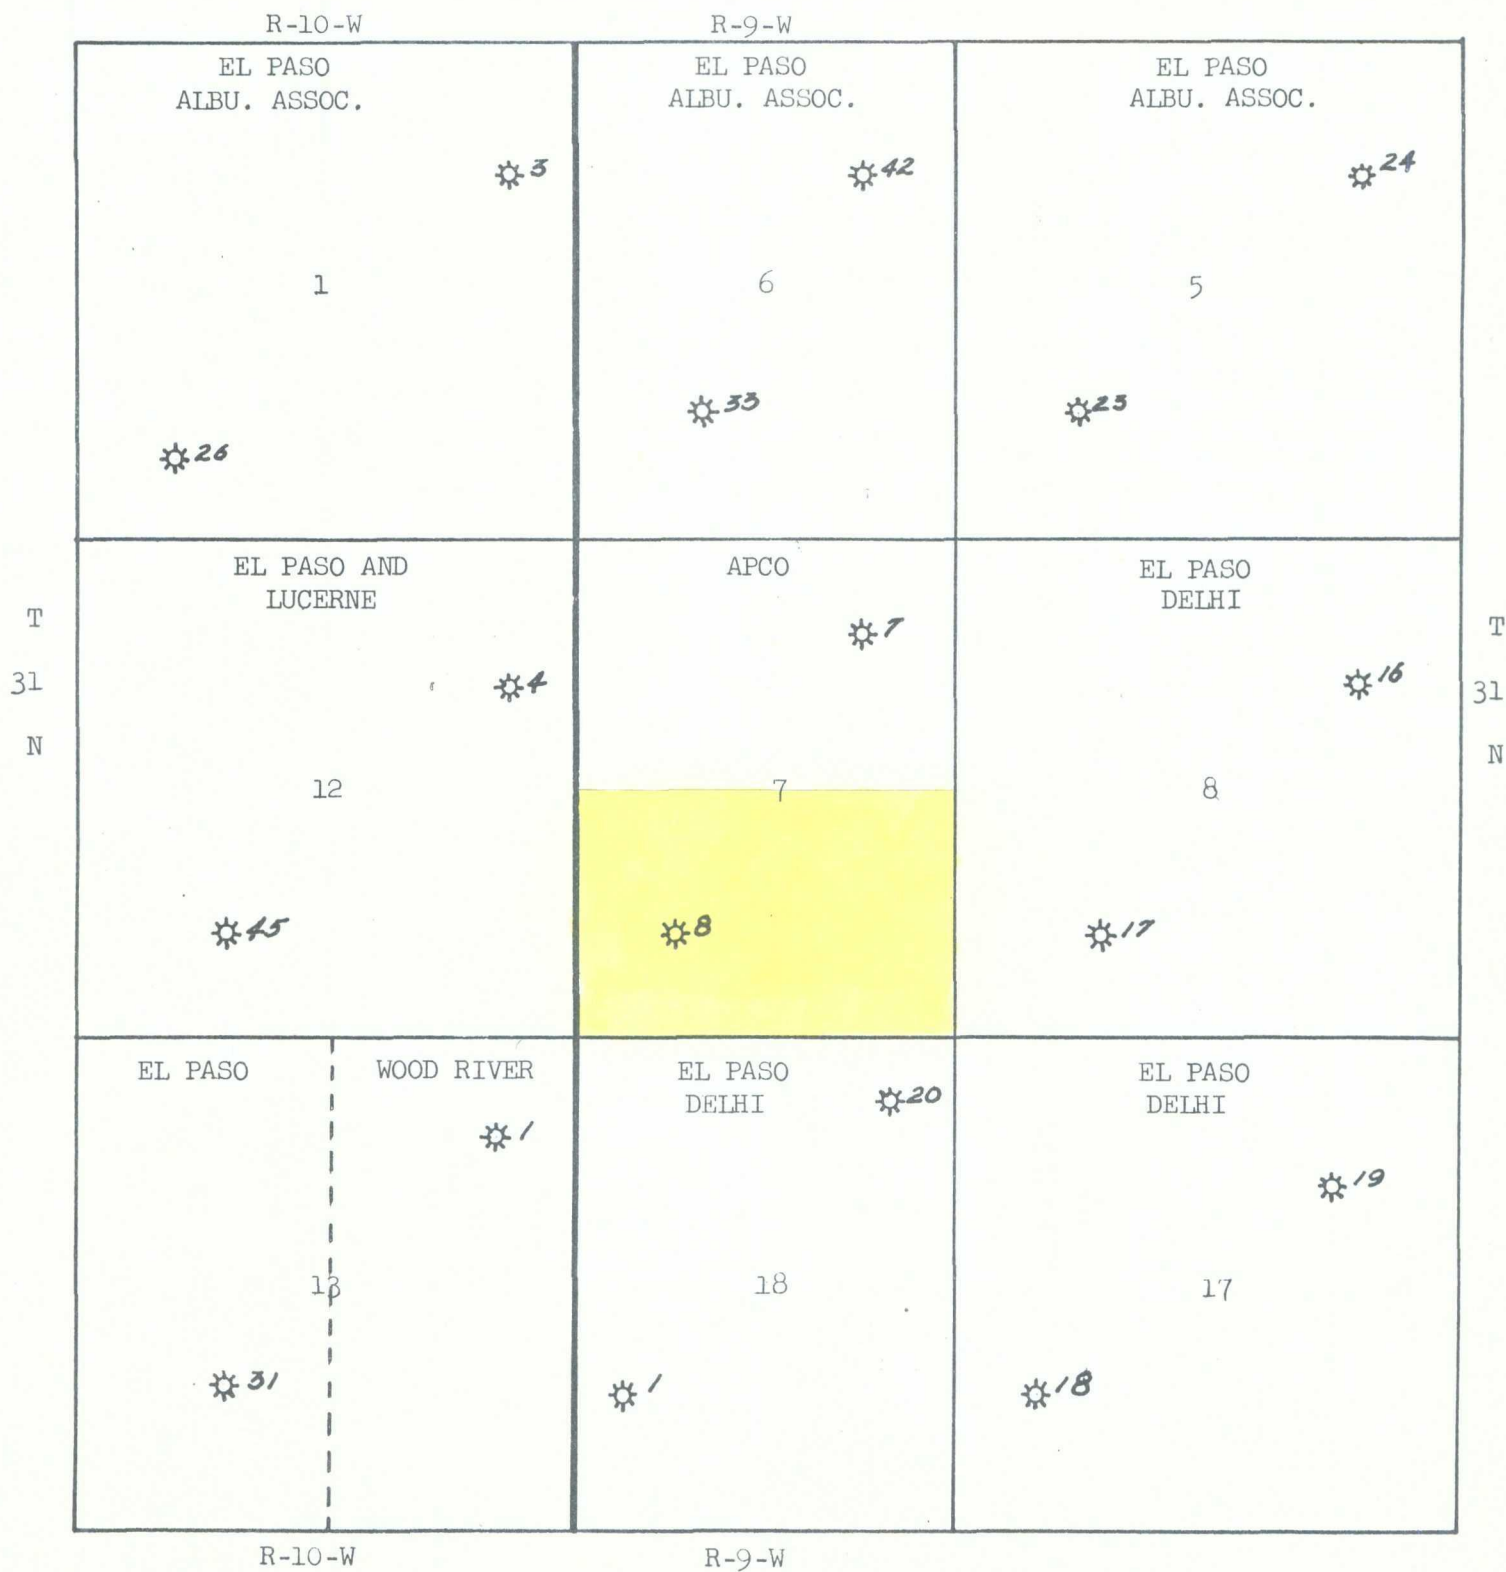 R-10-W
R-9-W
EL PASO
ALBU. ASSOC.
3
1
26
EL PASO
ALBU. ASSOC.
42
6
33
EL PASO
ALBU. ASSOC.
24
5
23
T
31
N
EL PASO AND
LUCERNE
4
12
45
APCO
7
7
8
EL PASO
DELHI
16
8
17
T
31
N
EL PASO
WOOD RIVER
1
13
31
EL PASO
DELHI
20
18
1
EL PASO
DELHI
19
17
18
R-10-W
R-9-W